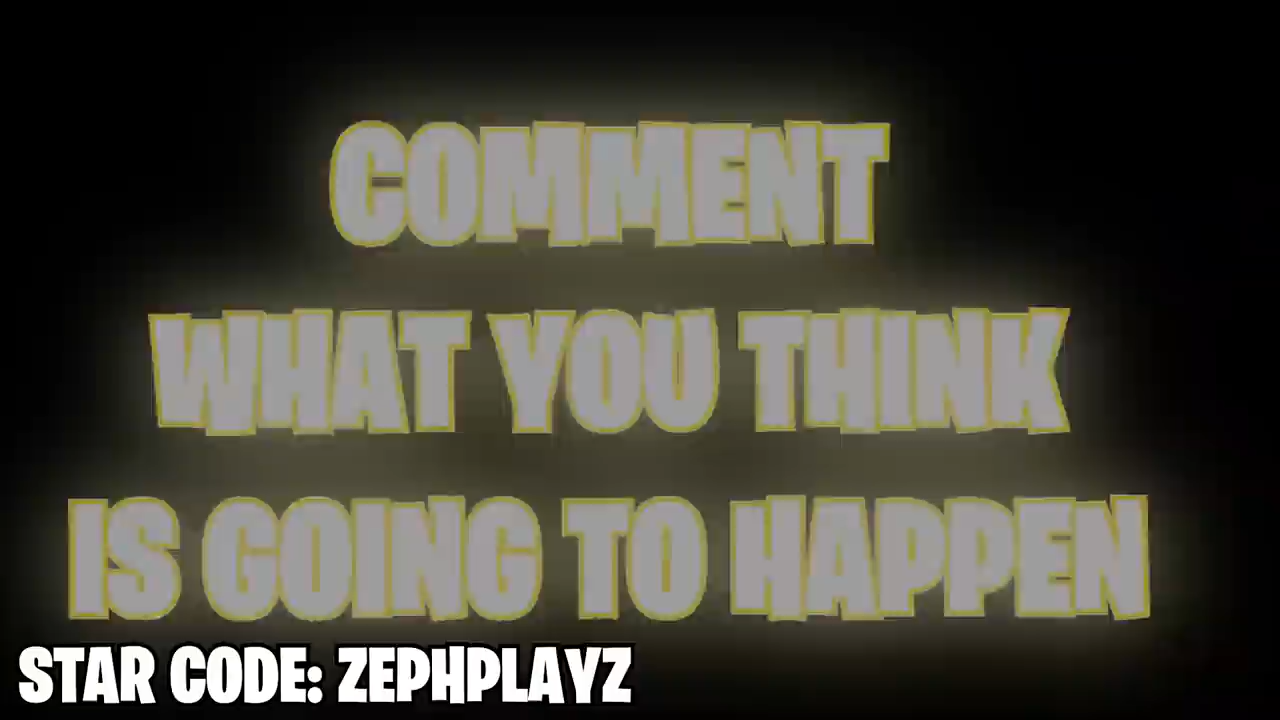 COMMENT
WHAT YOU THINK
IS GOING TO HAPPEN
STAR CODE: ZEPHPLAYZ